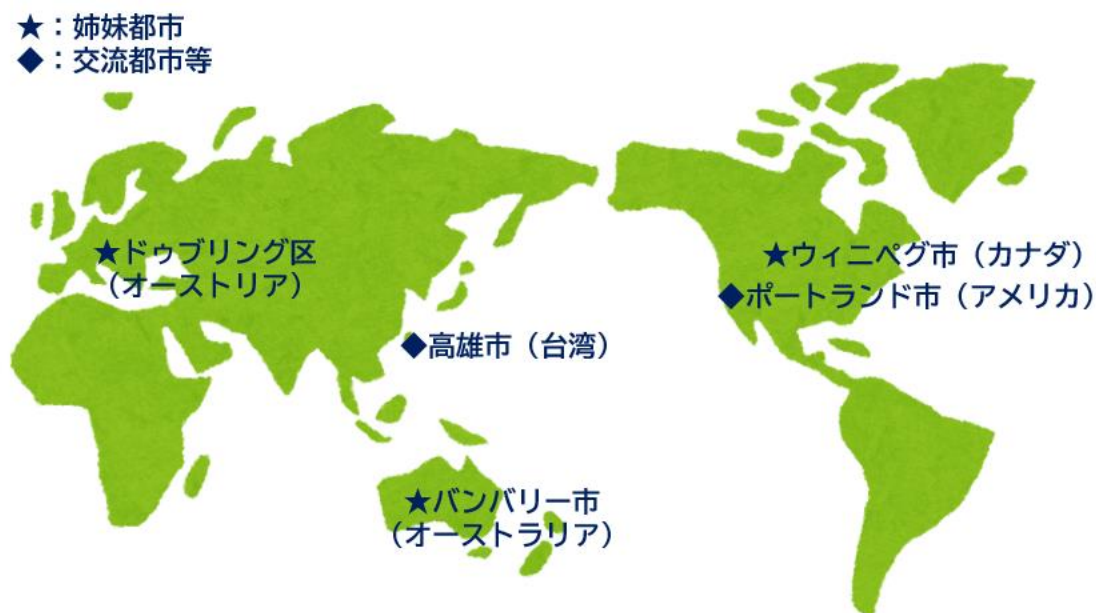 ★：姉妹都市
◆：交流都市等
★ドゥブリング区
（オーストリア）
★ウィニペグ市（カナダ）
◆ポートランド市（アメリカ）
◆高雄市（台湾）
★バンバリー市
（オーストラリア）